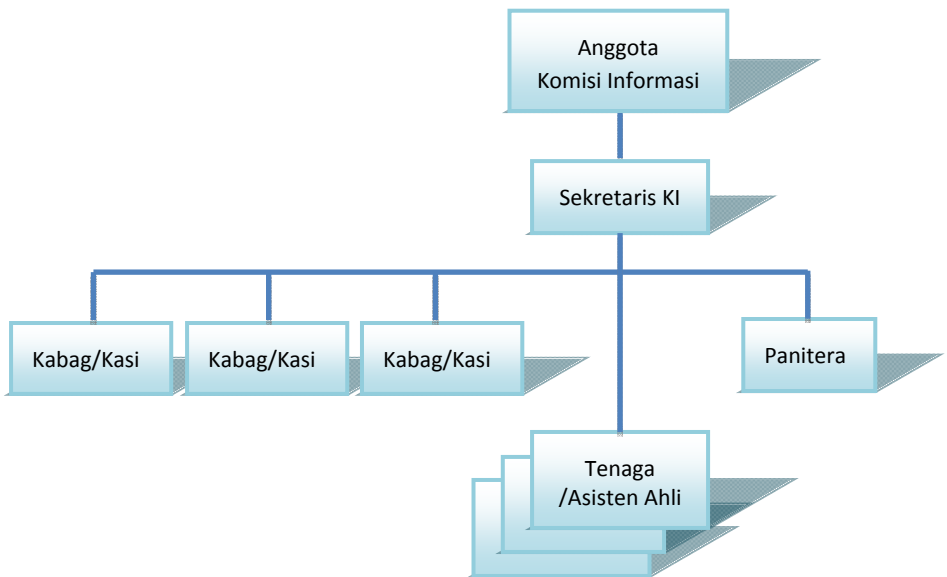 Anggota
Komisi Informasi
Sekretaris KI
Kabag/Kasi
Kabag/Kasi
Kabag/Kasi
Panitera
Tenaga
/Asisten Ahli